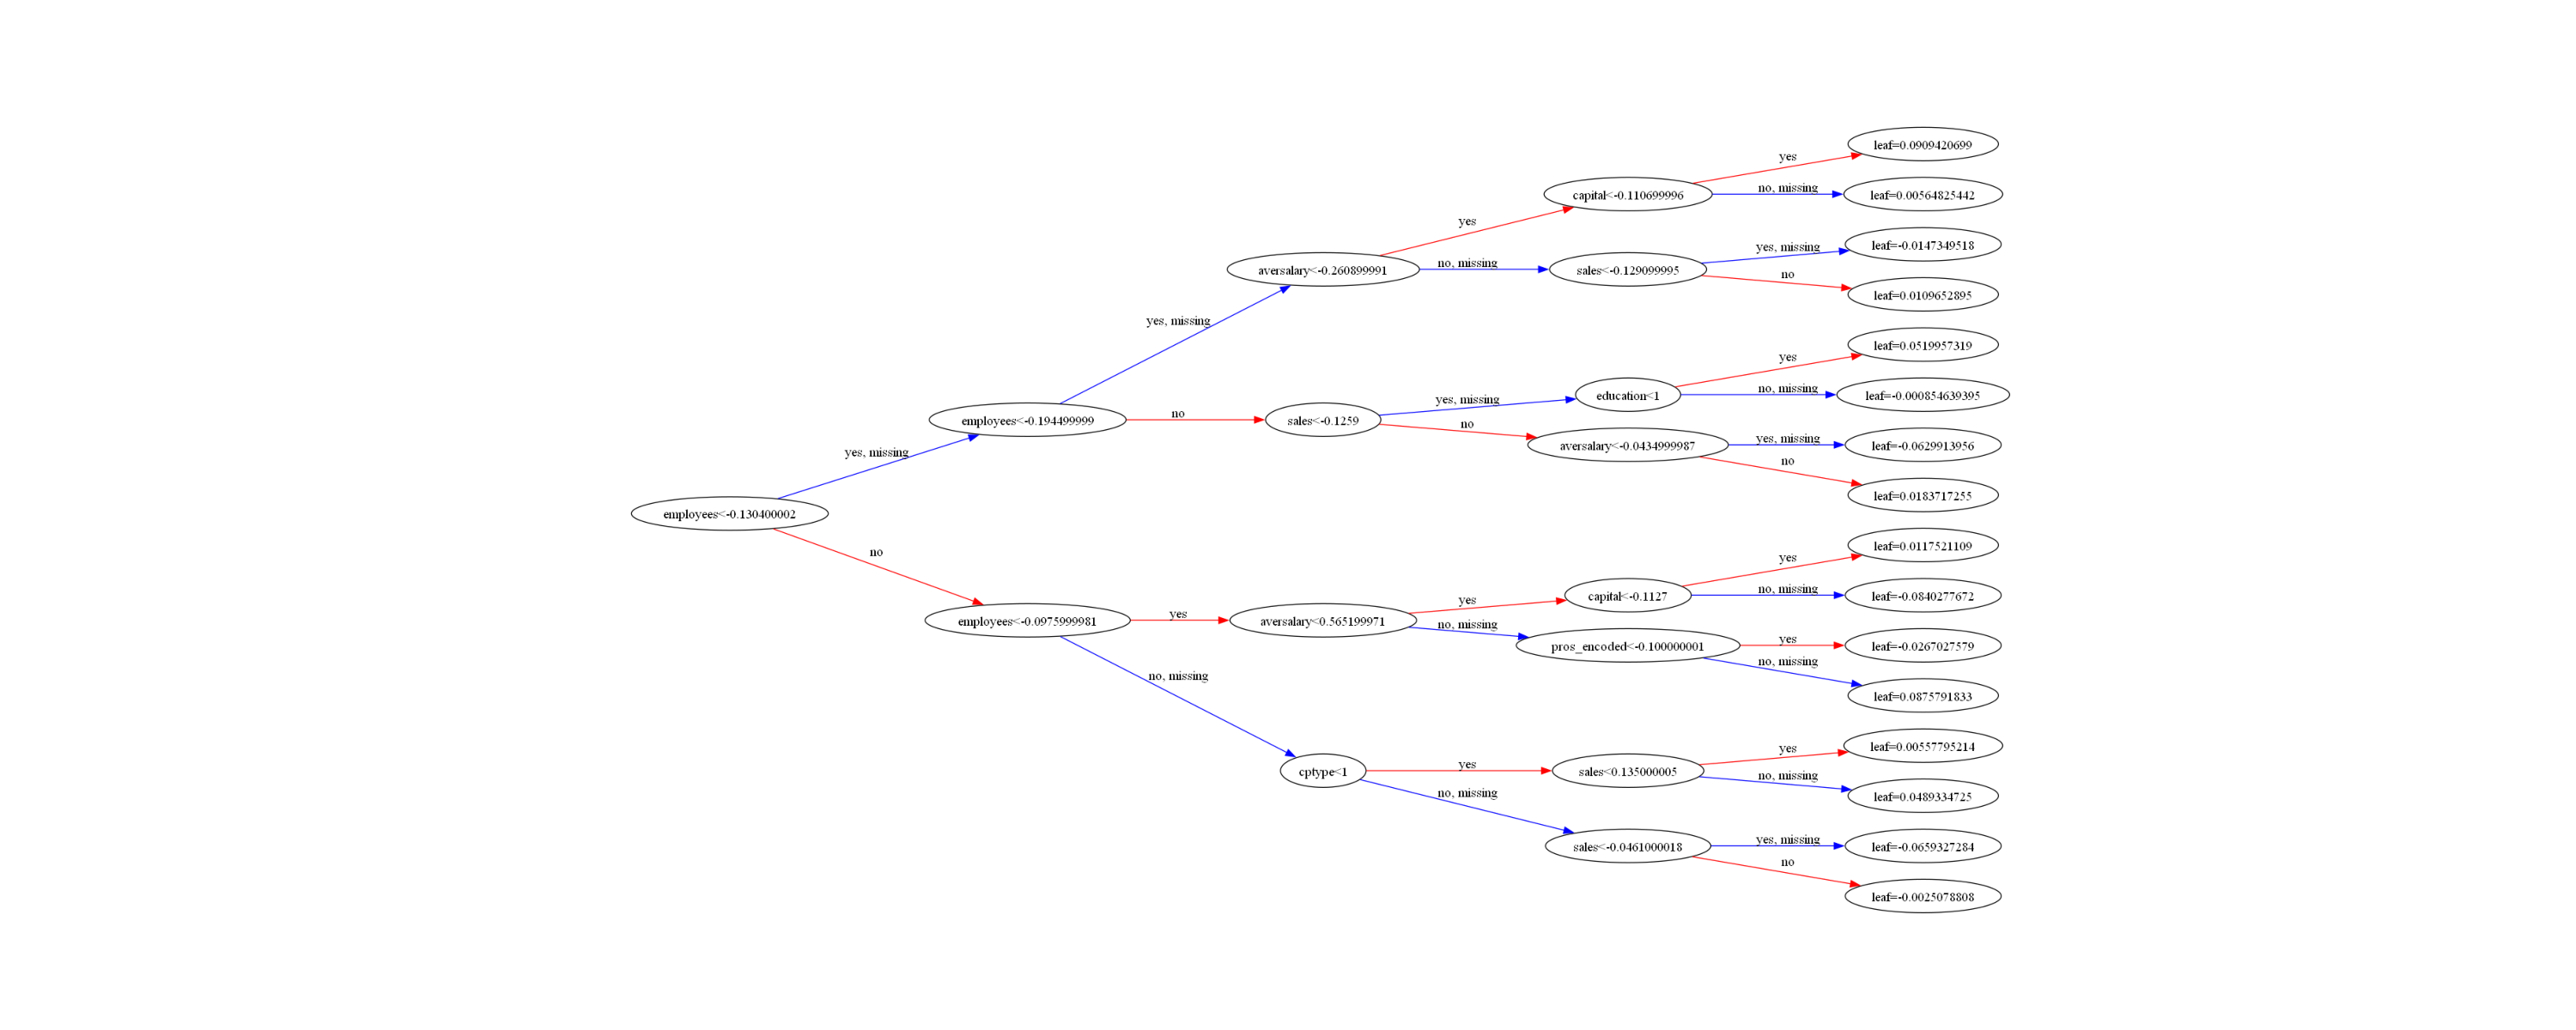 leaf=0.0909420699
yes
capital<-0.110699996
no, missing
leaf=0.00564825442
yes
aversalary<-0.260899991
no, missing
sales<-0.129099995
yes, missing
leaf=-0.0147349518
no
leaf=0.0109652895
yes, missing
employees<-0.194499999
no
sales<-0.1259
yes, missing
education<1
yes
leaf=0.0519957319
no, missing
leaf=-0.000854639395
no
aversalary<-0.0434999987
yes, missing
leaf=-0.0629913956
no
leaf=0.0183717255
yes, missing
employees<-0.130400002
no
employees<-0.0975999981
yes
aversalary<0.565199971
yes
capital<-0.1127
yes
leaf=0.0117521109
no, missing
leaf=-0.0840277672
no, missing
pros_encoded<-0.100000001
yes
leaf=-0.0267027579
no, missing
leaf=0.0875791833
no, missing
cptype<1
yes
sales<0.135000005
yes
leaf=0.00557795214
no, missing
leaf=0.0489334725
no, missing
sales<-0.0461000018
yes, missing
leaf=-0.0659327284
no
leaf=-0.0025078808